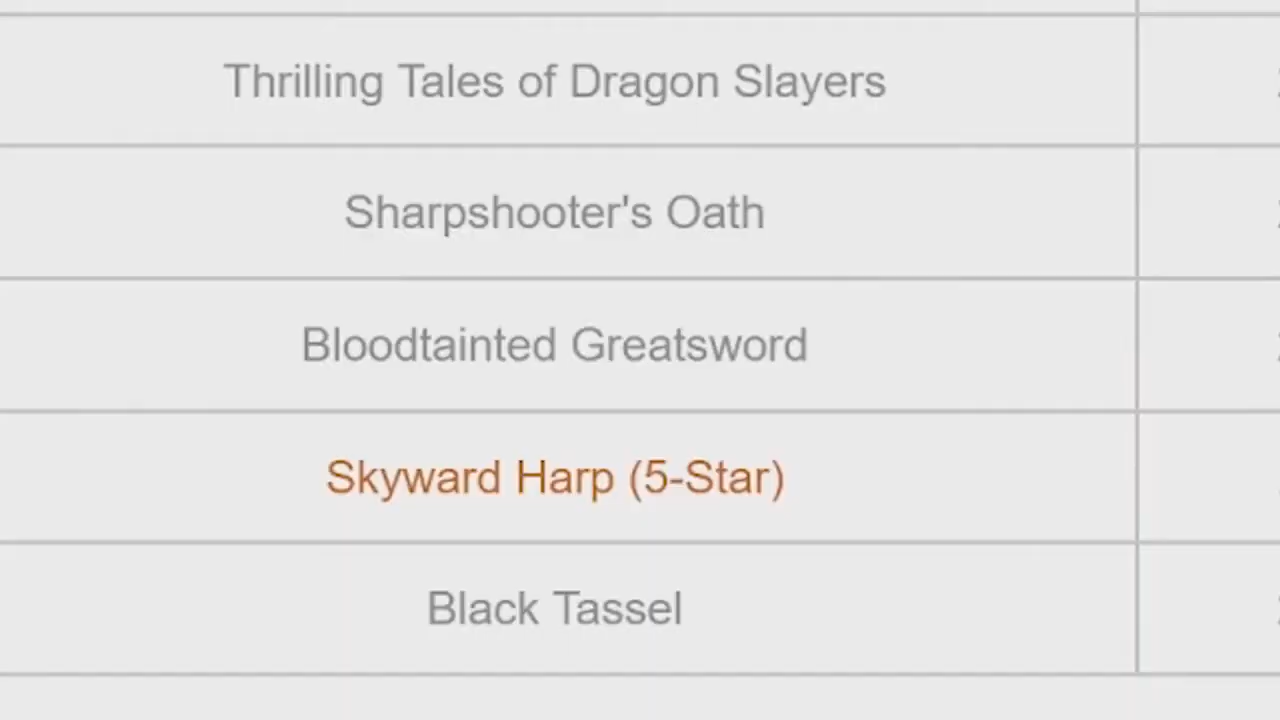 Thrilling Tales of Dragon Slayers
Sharpshooter's Oath
Bloodtainted Greatsword
Skyward Harp (5-Star)
Black Tassel